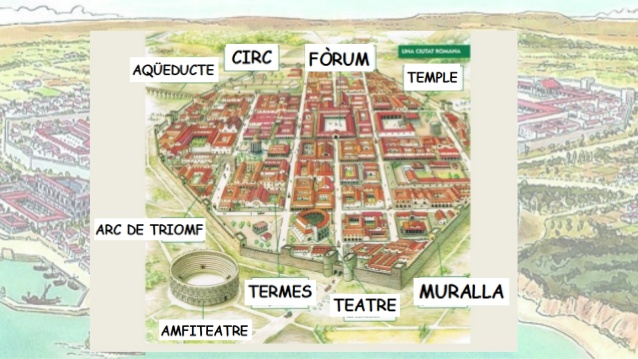 UNA CIUTAT ROMANA
AQÜEDUCTE
CIRC
FÒRUM
TEMPLE
ARC DE TRIOMF
TERMES
TEATRE
MURALLA
AMFITEATRE